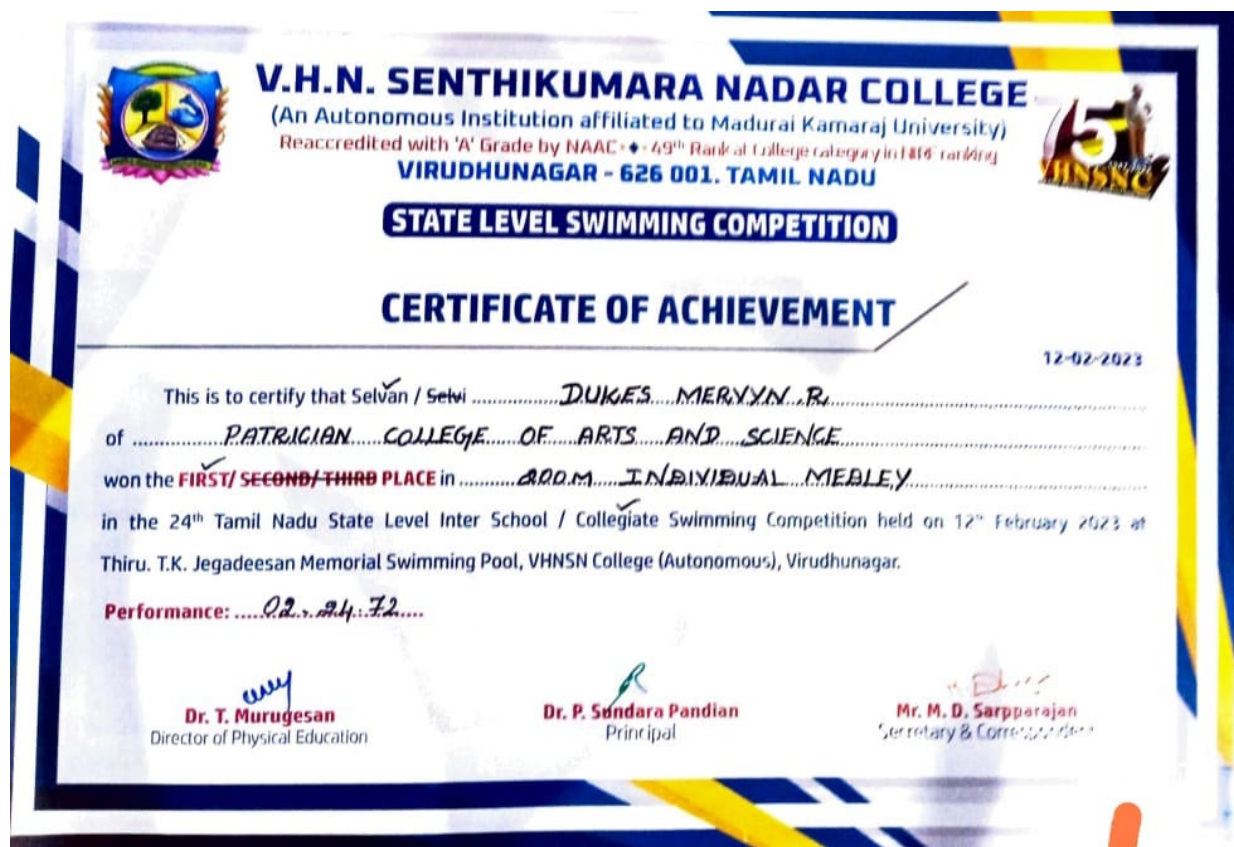 V.H.N. SENTHIKUMARA NADAR COLLEGE
(An Autonomous Institution affiliated to Madurai Kamaraj University)
Reaccredited with 'A' Grade by NAAC • 49th Rank at College category in NIRF ranking
VIRUDHUNAGAR - 626 001. TAMIL NADU
75
VHNSNC
STATE LEVEL SWIMMING COMPETITION
CERTIFICATE OF ACHIEVEMENT
12-02-2023
This is to certify that Selvan / Selvi DUKES MERVYN R.
of PATRICIAN COLLEGE OF ARTS AND SCIENCE
won the FIRST/ SECOND/ THIRD PLACE in 200M INDIVIDUAL MEDLEY
in the 24th Tamil Nadu State Level Inter School / Collegiate Swimming Competition held on 12th February 2023 at
Thiru. T.K. Jegadeesan Memorial Swimming Pool, VHNSN College (Autonomous), Virudhunagar.
Performance: 02.24.72
Dr. T. Murugesan Dr. P. Sundara Pandian Mr. M. D. Sarpparajan
Director of Physical Education Principal Secretary & Correspondent